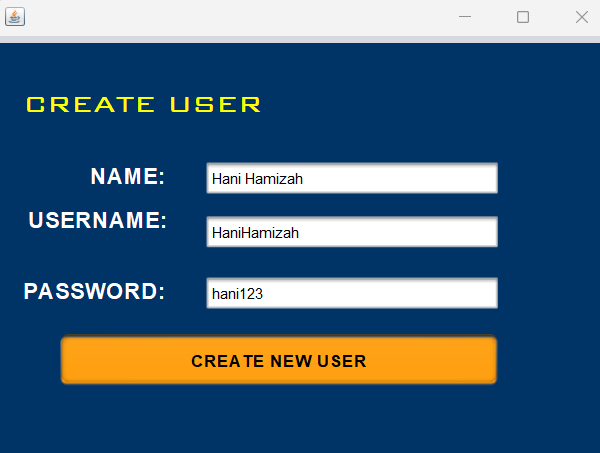 CREATE USER
NAME: Hani Hamizah
USERNAME: HaniHamizah
PASSWORD: hani123
CREATE NEW USER